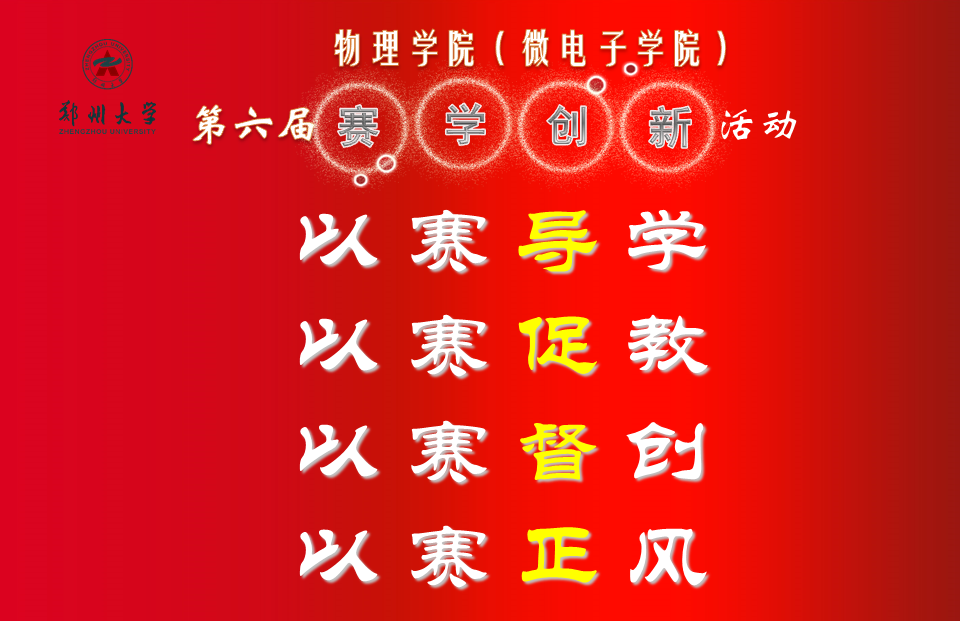 物理学院（微电子学院）
郑州大学
ZHENGZHOU UNIVERSITY
第六届赛学创新活动
以赛导学
以赛促教
以赛督创
以赛正风